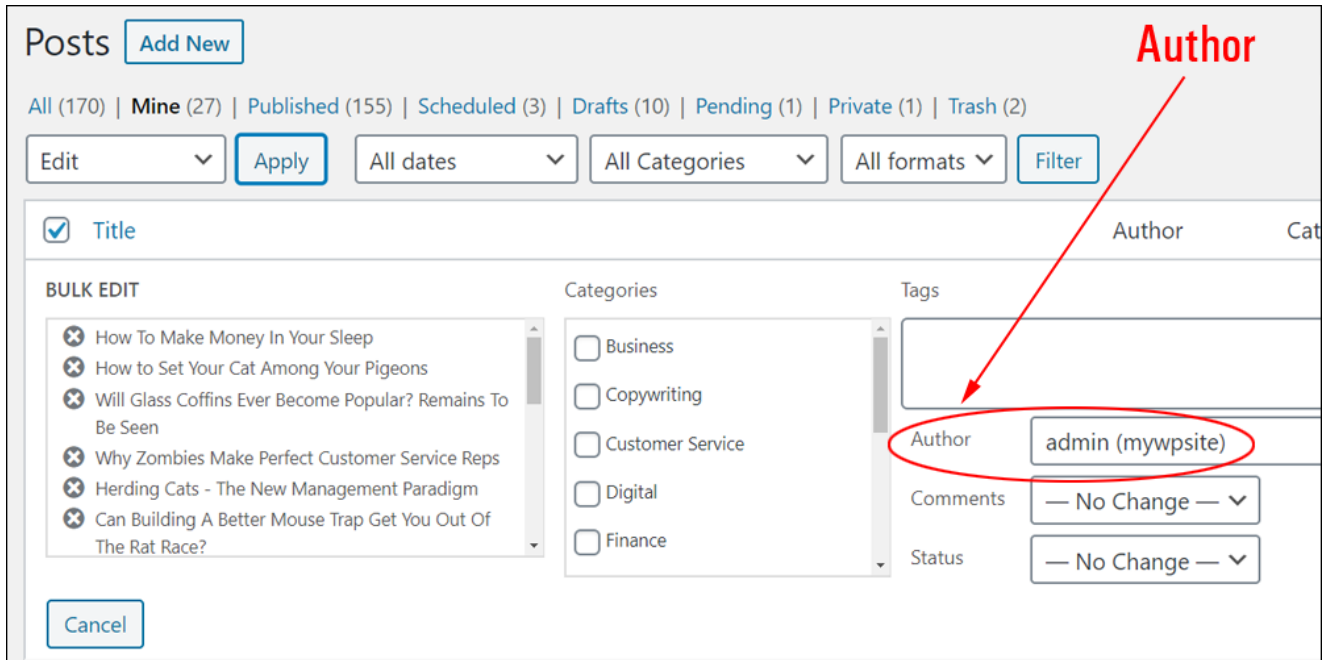 Posts Add New
Author
All (170) | Mine (27) | Published (155) | Scheduled (3) | Drafts (10) | Pending (1) | Private (1) | Trash (2)
Edit Apply All dates All Categories All formats Filter
Title Author Cat
BULK EDIT
How To Make Money In Your Sleep
How to Set Your Cat Among Your Pigeons
Will Glass Coffins Ever Become Popular? Remains To
Be Seen
Why Zombies Make Perfect Customer Service Reps
Herding Cats - The New Management Paradigm
Can Building A Better Mouse Trap Get You Out Of
The Rat Race?
Categories
Business
Copywriting
Customer Service
Digital
Finance
Tags
Author admin (mywpsite)
Comments — No Change —
Status — No Change —
Cancel